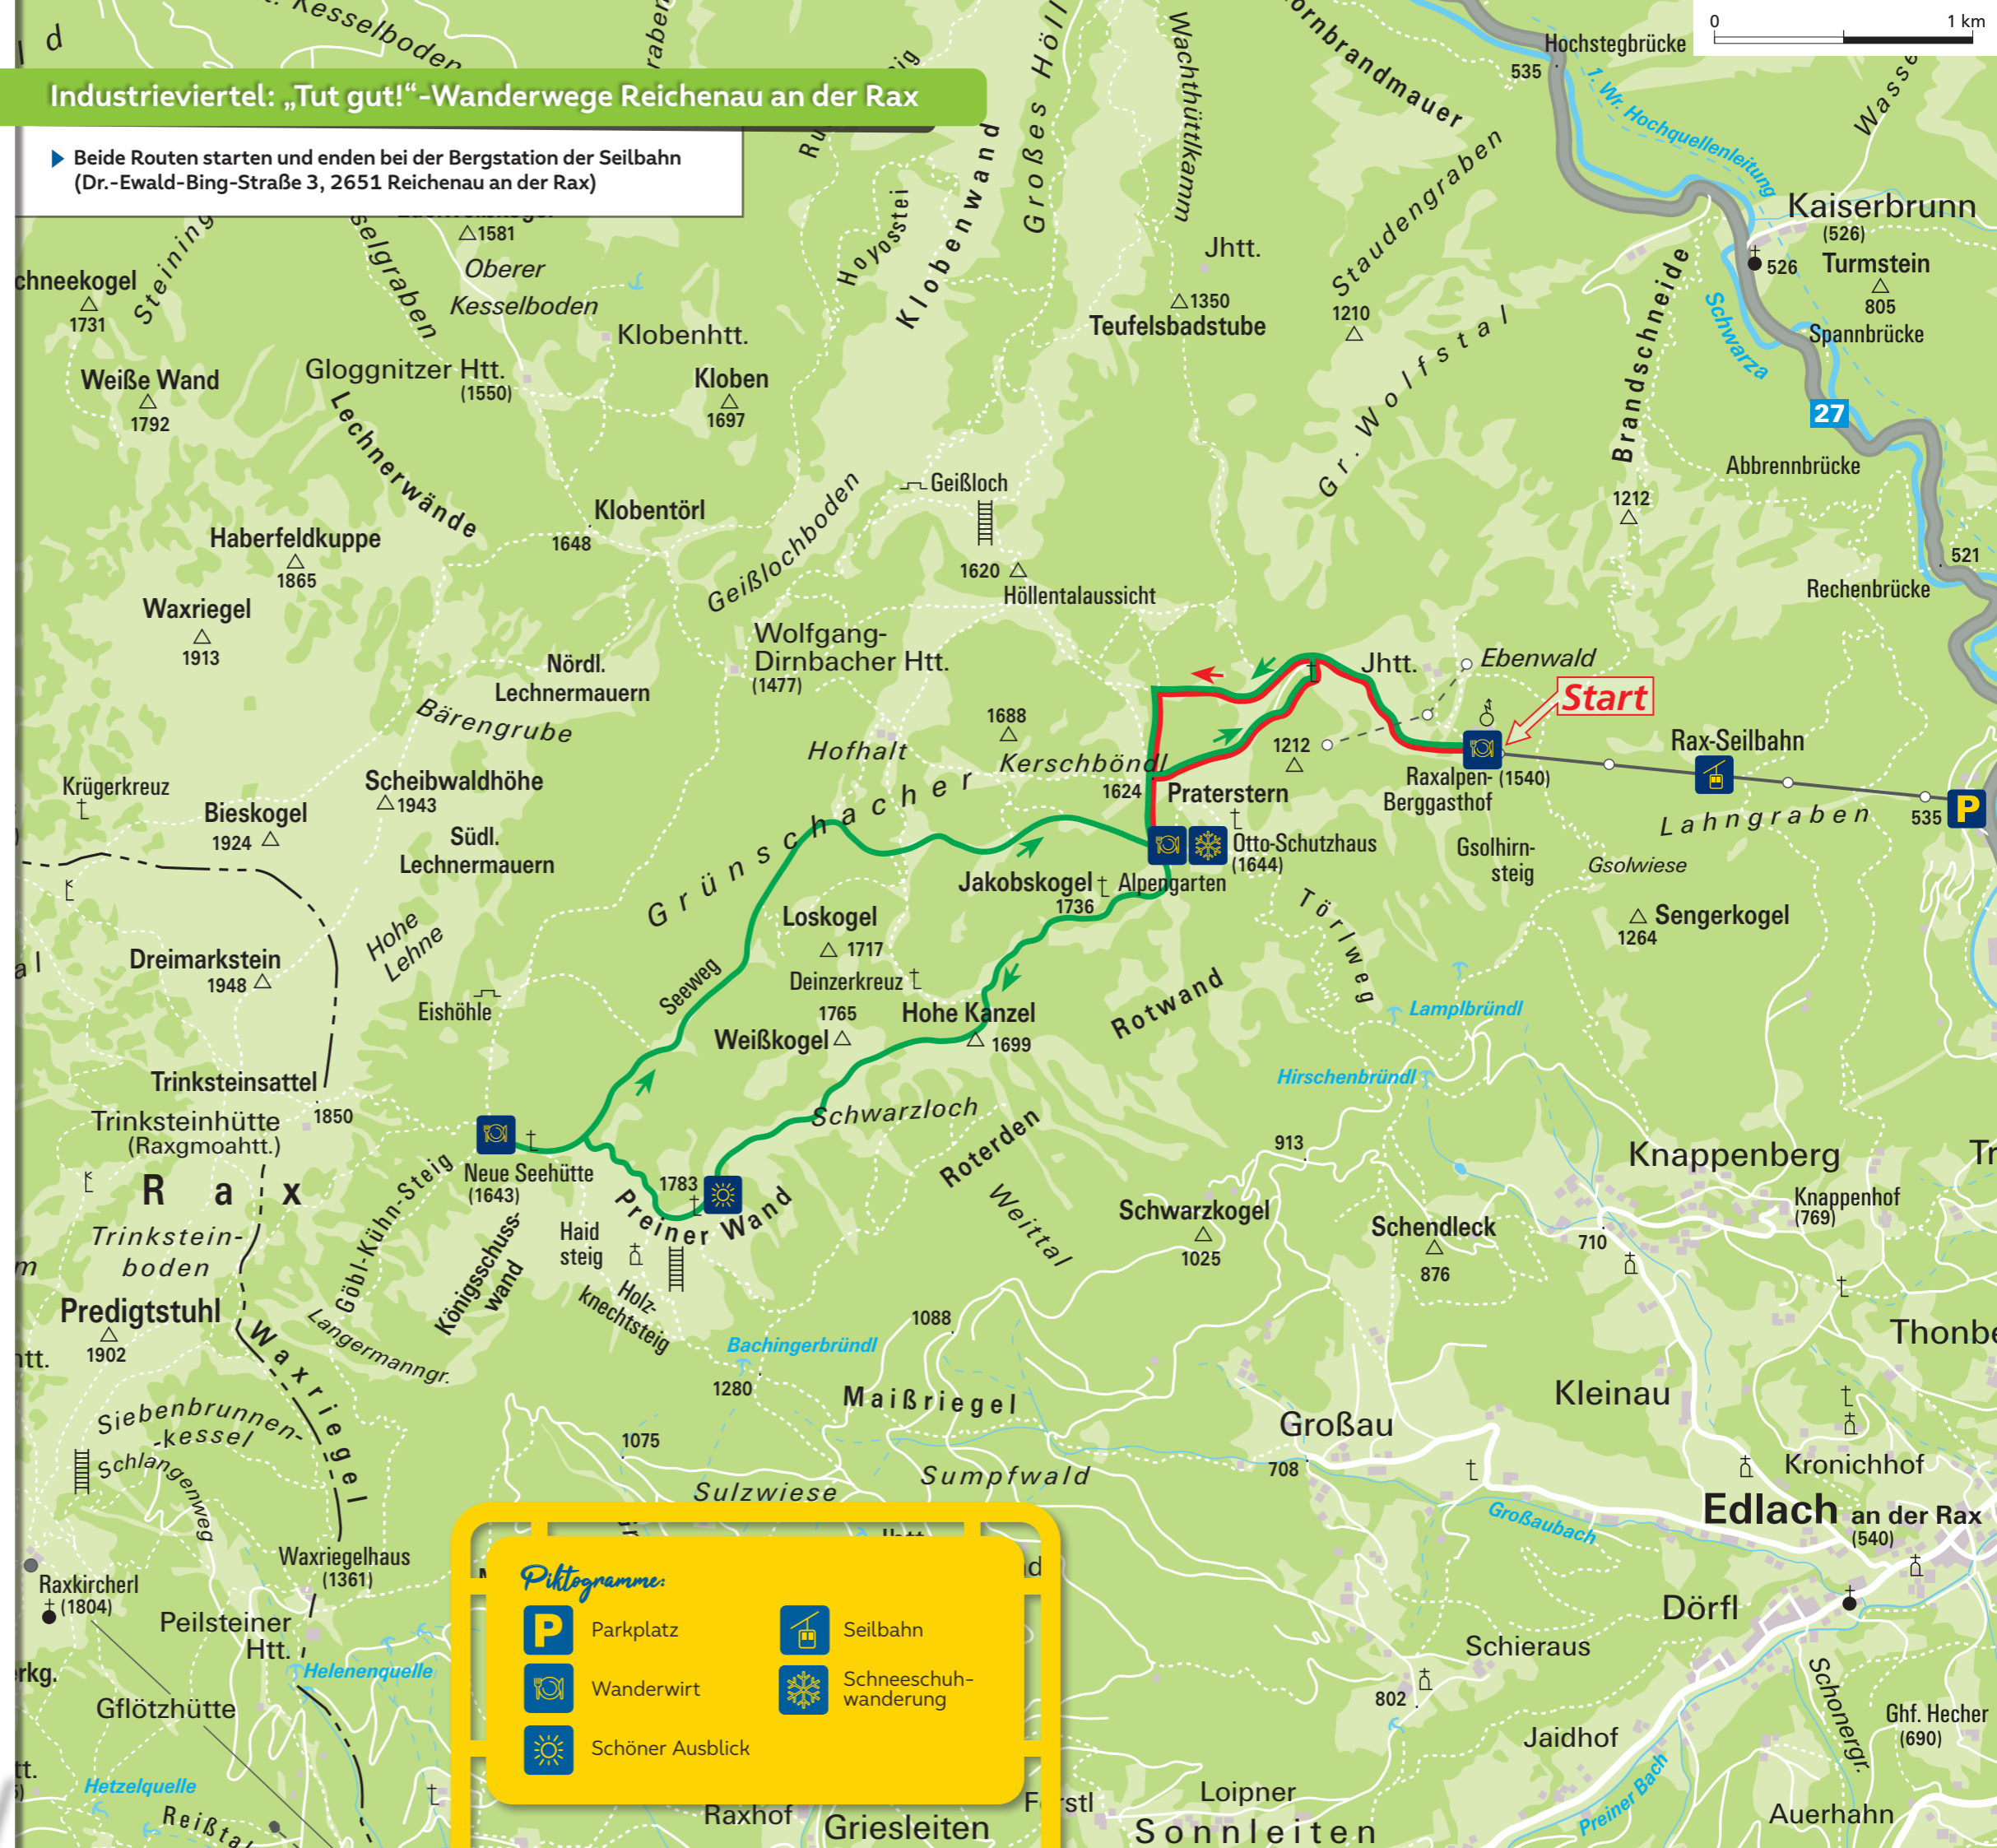 Kesselboden
Industrieviertel: „Tut gut!“-Wanderwege Reichenau an der Rax
Beide Routen starten und enden bei der Bergstation der Seilbahn
(Dr.-Ewald-Bing-Straße 3, 2651 Reichenau an der Rax)
0 1 km
Hochstegbrücke
535
1. Wr. Hochquellenleitung
Großes Höll
Wachthüttlkamm
Klobenwand
Hoyosstei
Staudengraben
Kaiserbrunn
(526)
526
Turmstein
805
Spannbrücke
Schwarza
27
Brandschneide
Abbrennbrücke
1212
521
Rechenbrücke
Jhtt.
1350
Teufelsbadstube
1210
Gr. Wolfstal
1581
Oberer
Kesselboden
Klobenhtt.
Gloggnitzer Htt.
(1550)
Kloben
1697
1731
Weiße Wand
1792
Lechnerwände
Klobentörl
1648
Haberfeldkuppe
1865
Waxriegel
1913
Geißloch
Geißlochboden
1620
Höllentalaussicht
Wolfgang-
Dirnbacher Htt.
(1477)
Nördl.
Lechnermauern
Bärengrube
1688
Hofhalt
Kerschböndl
Jhtt.
Ebenwald
Start
1212
Raxalpen-
Berggasthof
(1540)
Rax-Seilbahn
535
P
Lahngraben
1624
Praterstern
Otto-Schutzhaus
(1644)
Gsolhirn-
steig
Gsolwiese
Sengerkogel
1264
Törlweg
Krügerkreuz
Scheibwaldhöhe
1943
Bieskogel
1924
Südl.
Lechnermauern
Grünschacher
Jakobskogel
1736
Alpengarten
Loskogel
1717
Deinzerkreuz
Dreimarkstein
1948
Hohe
Lehne
Eishöhle
Seeweg
1765
Weißkogel
Hohe Kanzel
1699
Rotwand
Lamplbründl
Hirschenbründl
Trinksteinsattel
1850
Trinksteinhütte
(Raxgmoahtt.)
Rax
Schwarzloch
Roterden
913
Knappenberg
Knappenhof
(769)
Neue Seehütte
(1643)
1783
Preiner Wand
Göbl-Kühn-Steig
Königsschuss-
wand
Haid
steig
Holz-
knechtsteig
Weittal
Schwarzkogel
1025
Schendleck
876
710
Trinkstein-
boden
Predigtstuhl
1902
Langermanngr.
Waxriegel
Bachingerbründl
1280
1088
Maißriegel
Kleinau
Großau
708
Siebenbrunnen-
-kessel
Schlangenweg
1075
Sulzwiese
Sumpfwald
Großaubach
Kronichhof
Edlach an der Rax
(540)
Waxriegelhaus
(1361)
Raxkircherl
(1804)
Peilsteiner
Htt.
Helenenquelle
Gflötzhütte
Hetzelquelle
Piktogramme:
P Parkplatz
Seilbahn
Wanderwirt
Schneeschuh-
wanderung
Schöner Ausblick
Dörfl
Schieraus
802
Jaidhof
Schonergr.
Ghf. Hecher
(690)
Preiner Bach
Auerhahn
Raxhof
Griesleiten
Loipner
Sonnleiten